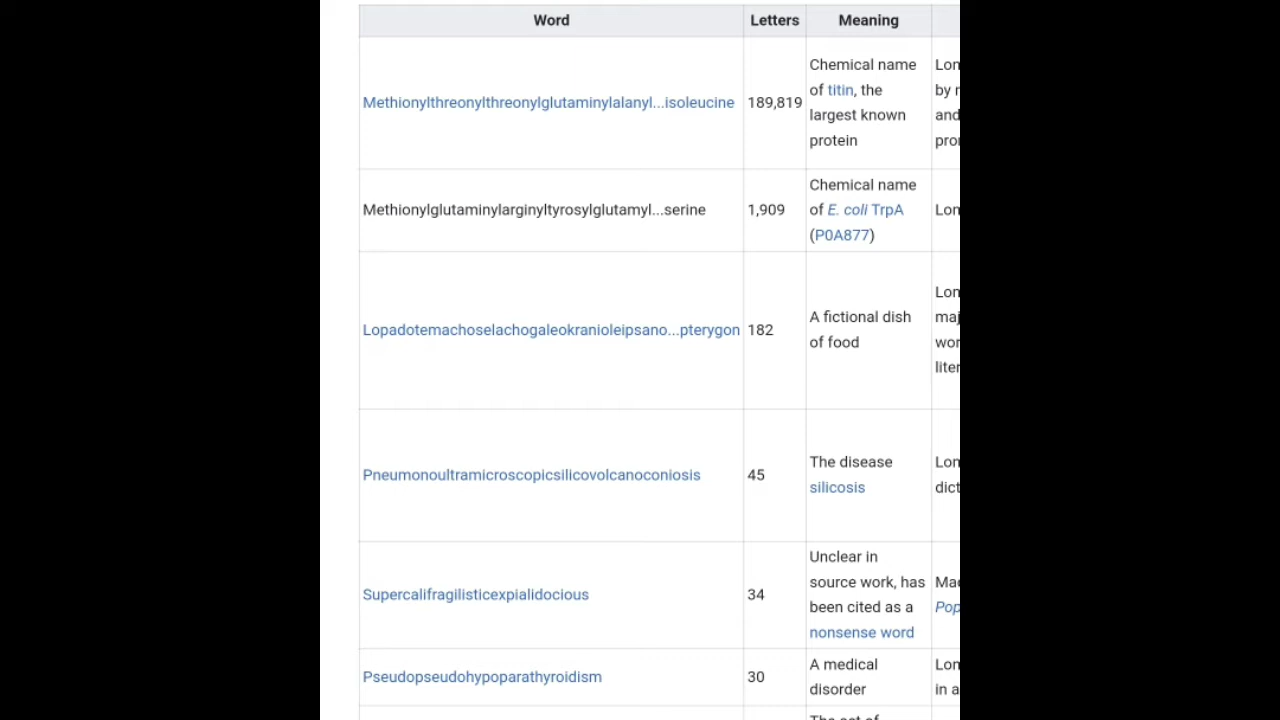 Word Letters Meaning
Methionylthreonylthreonylglutaminylalanyl...isoleucine 189,819 Chemical name of titin, the largest known protein
Methionylglutaminylarginyltyrosylglutamyl...serine 1,909 Chemical name of E. coli TrpA (P0A877)
Lopadotemachoselachogaleokranioleipsano...pterygon 182 A fictional dish of food
Pneumonoultramicroscopicsilicovolcanoconiosis 45 The disease silicosis
Supercalifragilisticexpialidocious 34 Unclear in source work, has been cited as a nonsense word
Pseudopseudohypoparathyroidism 30 A medical disorder